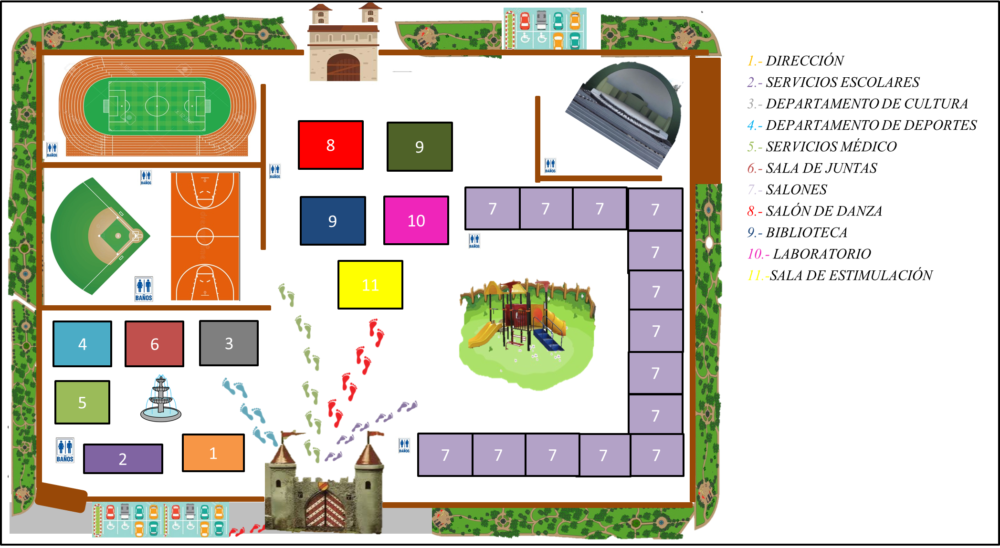 1.- DIRECCIÓN
2.- SERVICIOS ESCOLARES
3.- DEPARTAMENTO DE CULTURA
4.- DEPARTAMENTO DE DEPORTES
5.- SERVICIOS MÉDICO
6.- SALA DE JUNTAS
7.- SALONES
8.- SALÓN DE DANZA
9.- BIBLIOTECA
10.- LABORATORIO
11.-SALA DE ESTIMULACIÓN
8
9
BAÑOS
BAÑOS
BAÑOS
BAÑOS
7
7
7
7
9
10
BAÑOS
7
11
7
BAÑOS
7
4
6
3
7
5
7
BAÑOS
BAÑOS
2
1
7
7
7
7
7